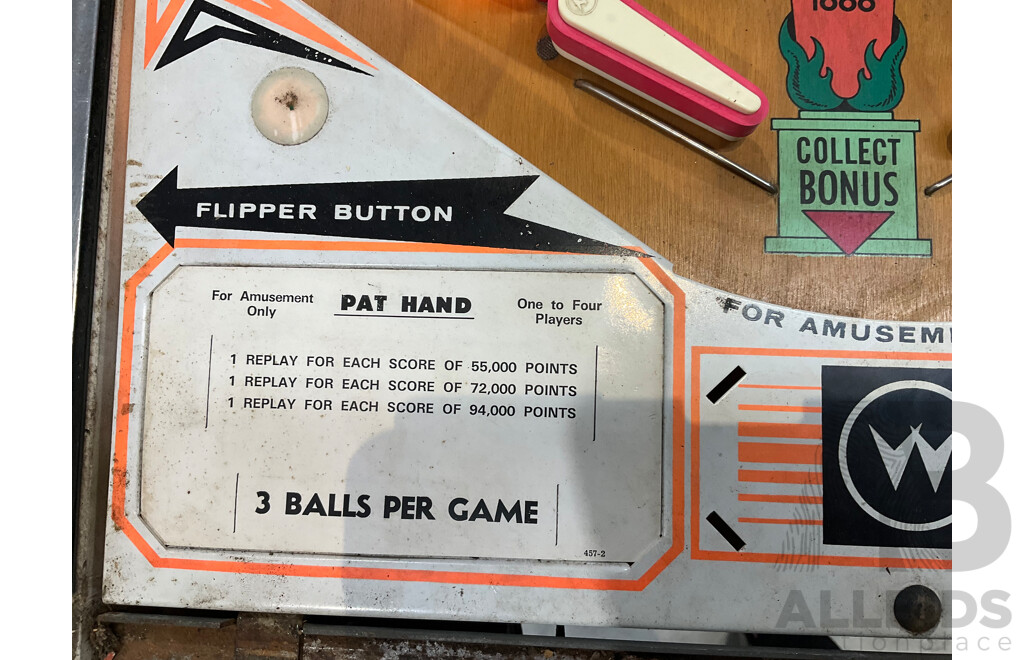 1000
COLLECT
BONUS
FLIPPER BUTTON
For Amusement
Only
PAT HAND
One to Four
Players
FOR AMUSEM
1 REPLAY FOR EACH SCORE OF 55,000 POINTS
1 REPLAY FOR EACH SCORE OF 72,000 POINTS
1 REPLAY FOR EACH SCORE OF 94,000 POINTS
3 BALLS PER GAME
457-2
W
ALLBIDS